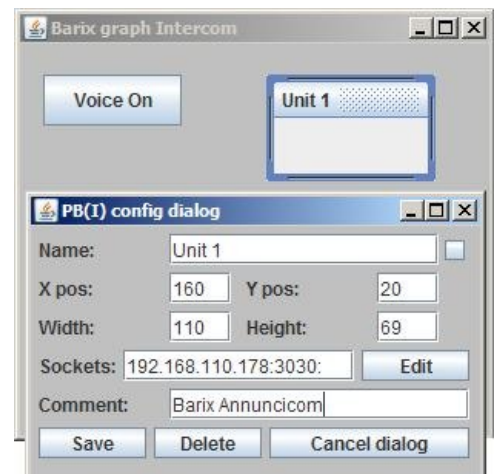 Barix graph Intercom
Voice On
Unit 1
PB(I) config dialog
Name: Unit 1
X pos: 160 Y pos: 20
Width: 110 Height: 69
Sockets: 192.168.110.178:3030: Edit
Comment: Barix Annuncicom
Save Delete Cancel dialog